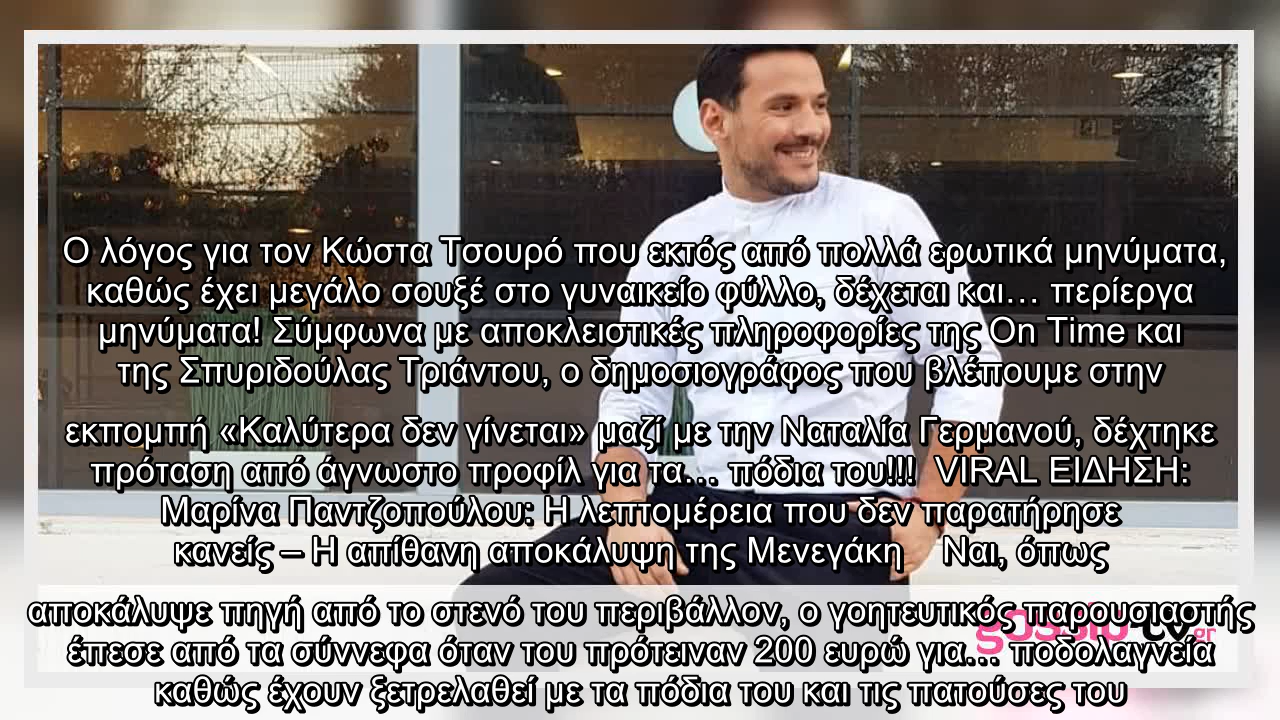 Ο λόγος για τον Κώστα Τσουρό που εκτός από πολλά ερωτικά μηνύματα,
καθώς έχει μεγάλο σουξέ στο γυναικείο φύλλο, δέχεται και… περίεργα
μηνύματα! Σύμφωνα με αποκλειστικές πληροφορίες της On Time και
της Σπυριδούλας Τριάντου, ο δημοσιογράφος που βλέπουμε στην
εκπομπή «Καλύτερα δεν γίνεται» μαζί με την Ναταλία Γερμανού, δέχτηκε
πρόταση από άγνωστο προφίλ για τα… πόδια του!!! VIRAL ΕΙΔΗΣΗ:
Μαρίνα Παντζοπούλου: Η λεπτομέρεια που δεν παρατήρησε
κανείς – Η απίθανη αποκάλυψη της Μενεγάκη Ναι, όπως
αποκάλυψε πηγή από το στενό του περιβάλλον, ο γοητευτικός παρουσιαστής
έπεσε από τα σύννεφα όταν του πρότειναν 200 ευρώ για… ποδολαγνεία
καθώς έχουν ξετρελαθεί με τα πόδια του και τις πατούσες του
gossip-tv.gr